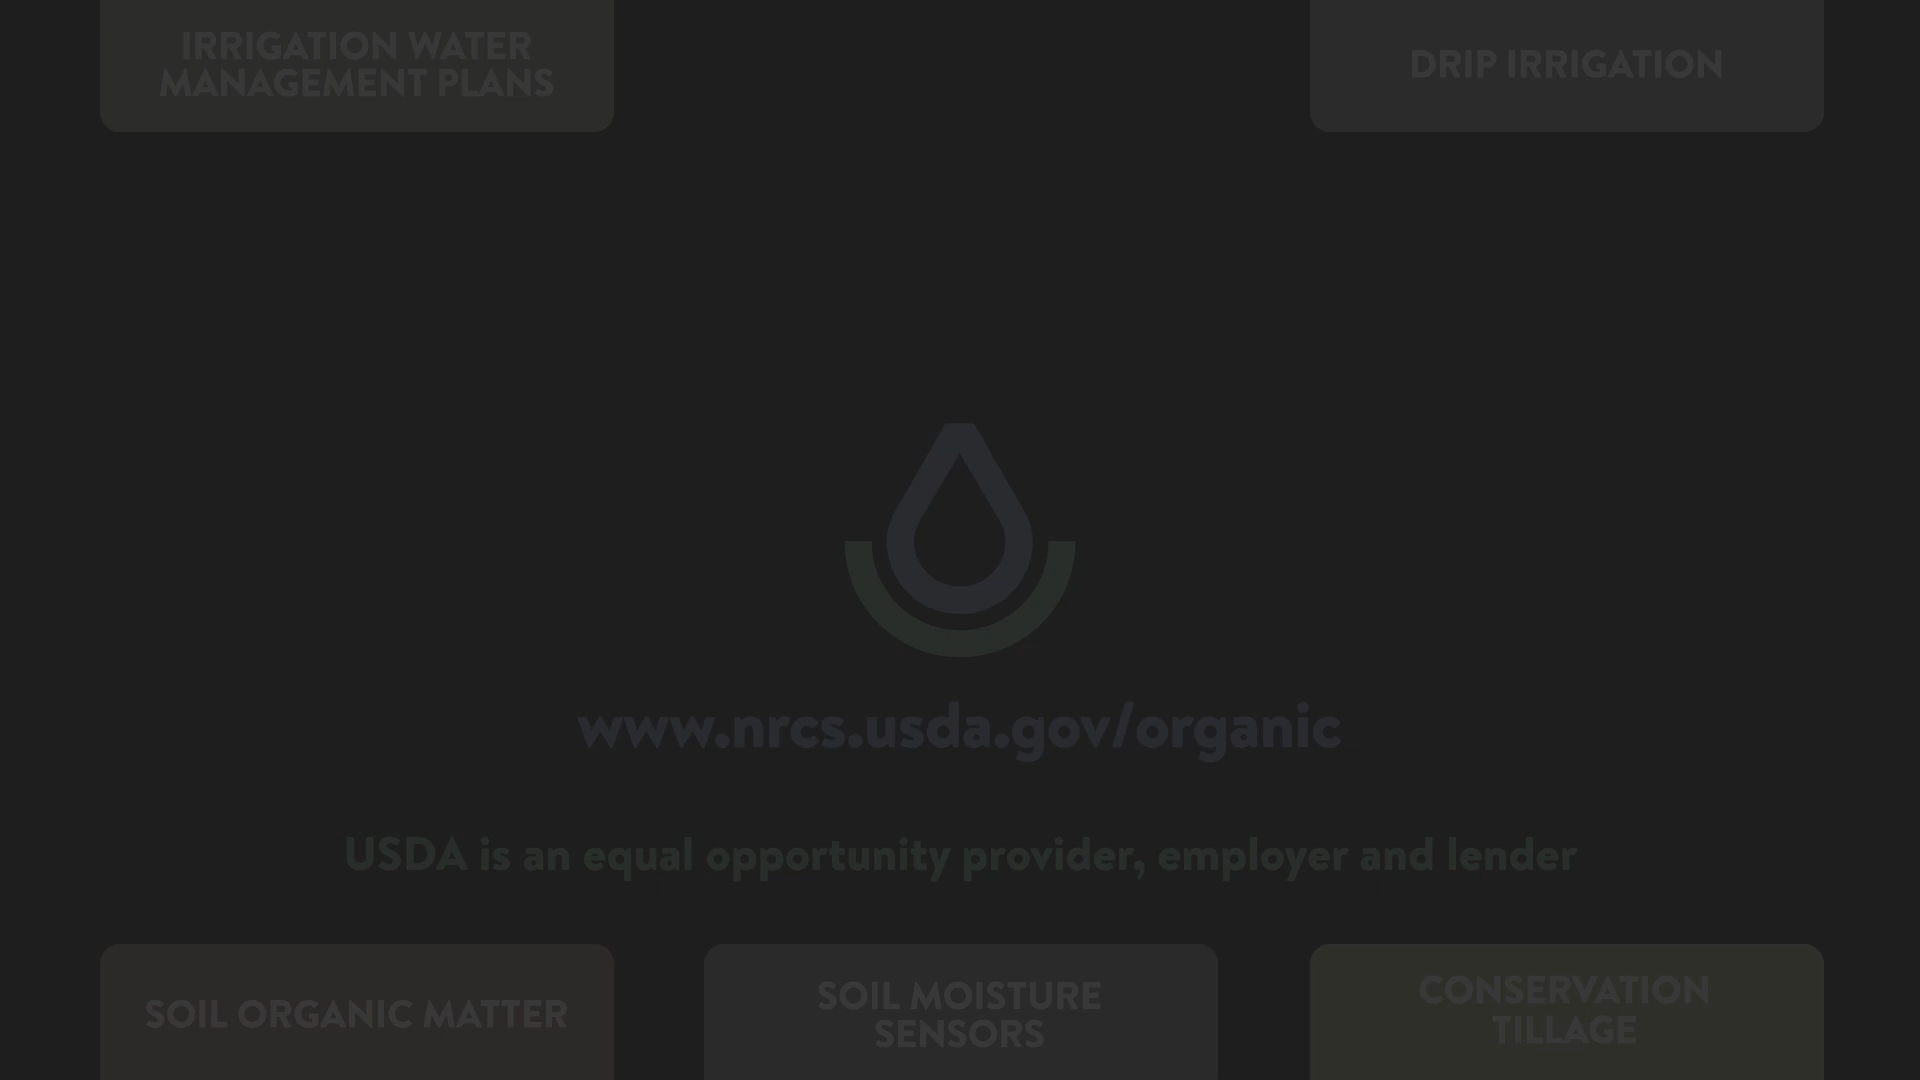 IRRIGATION WATER
MANAGEMENT PLANS
DRIP IRRIGATION
www.nrcs.usda.gov/organic
USDA is an equal opportunity provider, employer and lender
SOIL ORGANIC MATTER
SOIL MOISTURE
SENSORS
CONSERVATION
TILLAGE